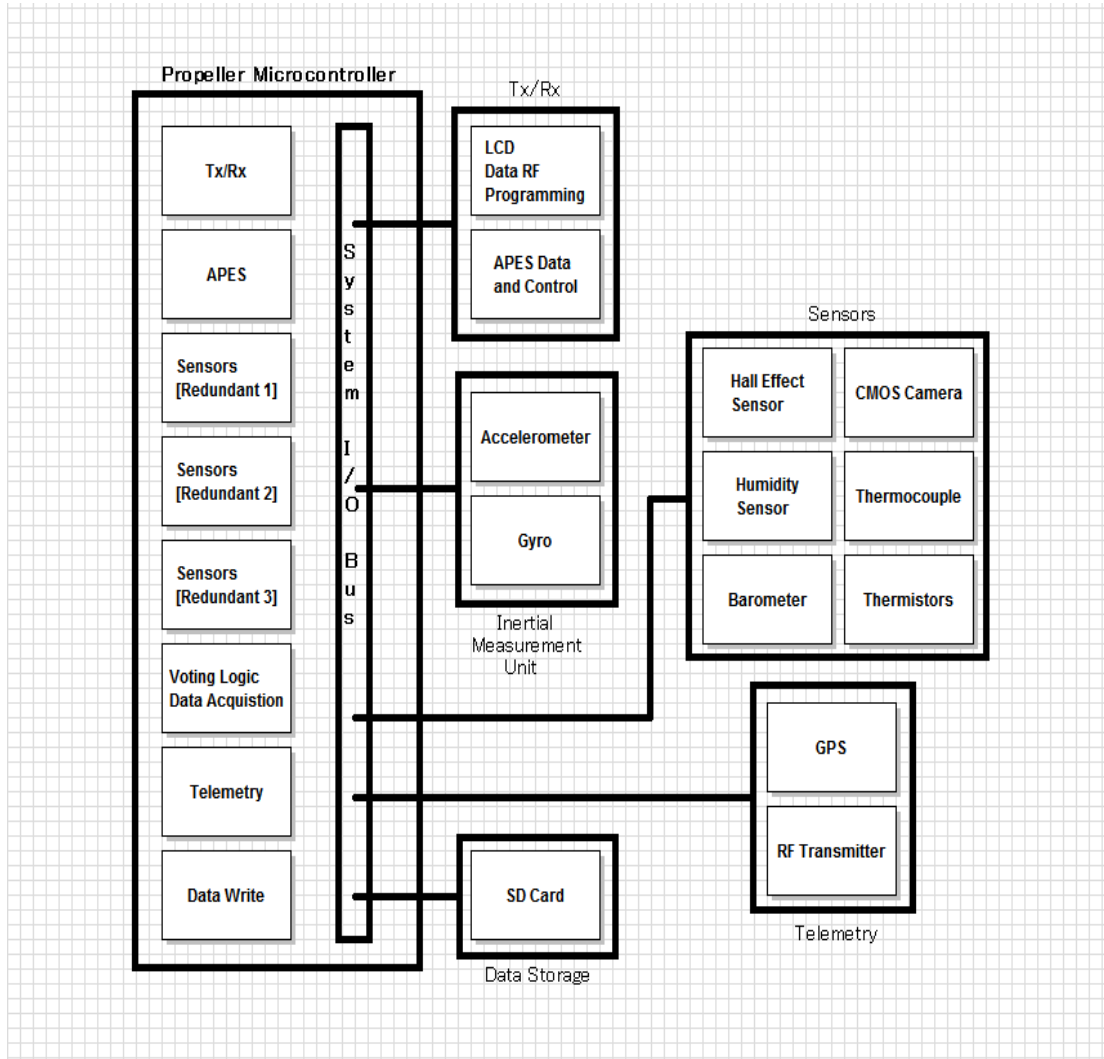 Propeller Microcontroller
Tx/Rx
APES
Sensors
[Redundant 1]
Sensors
[Redundant 2]
Sensors
[Redundant 3]
Voting Logic
Data Acquistion
Telemetry
Data Write
System I/O Bus
Tx/Rx
LCD
Data RF
Programming
APES Data
and Control
Accelerometer
Gyro
Inertial
Measurement
Unit
Sensors
Hall Effect
Sensor
CMOS Camera
Humidity
Sensor
Thermocouple
Barometer
Thermistors
GPS
RF Transmitter
Telemetry
SD Card
Data Storage